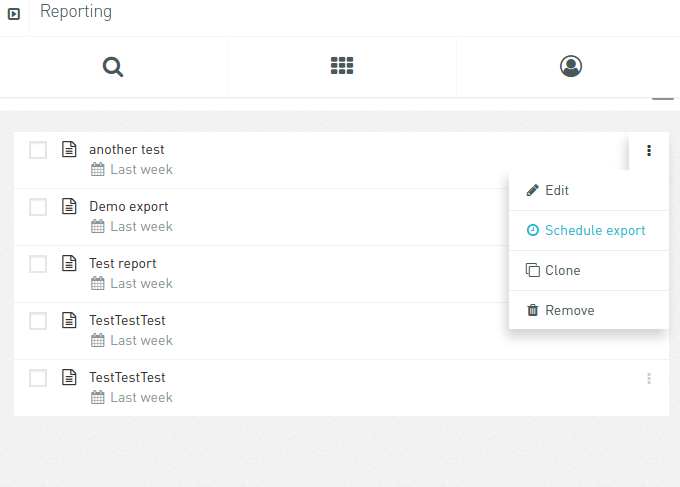 Reporting
another test
Last week
Edit
Demo export
Last week
Schedule export
Test report
Last week
Clone
Remove
TestTestTest
Last week
TestTestTest
Last week